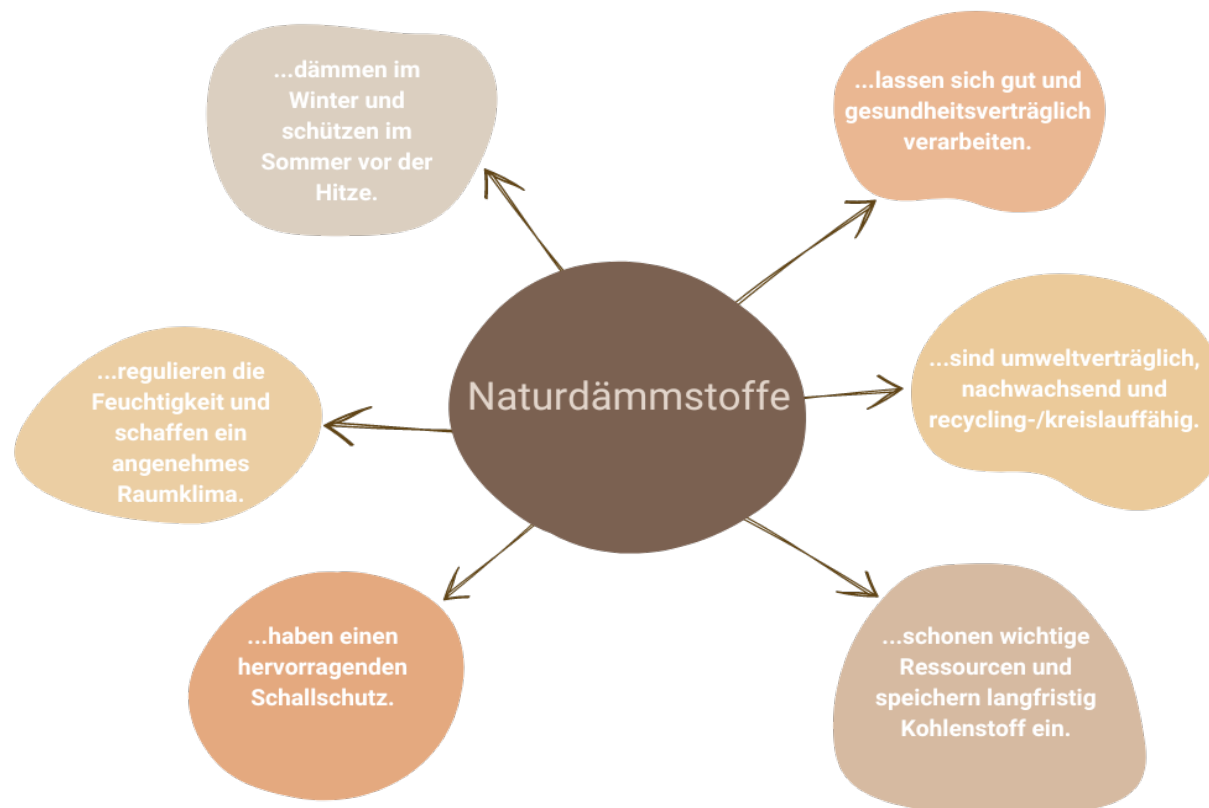 ...dämmen im
Winter und
schützen im
Sommer vor der
Hitze.
...lassen sich gut und
gesundheitsverträglich
verarbeiten.
Naturdämmstoffe
...regulieren die
Feuchtigkeit und
schaffen ein
angenehmes
Raumklima.
...sind umweltverträglich,
nachwachsend und
recycling-/kreislauffähig.
...haben einen
hervorragenden
Schallschutz.
...schonen wichtige
Ressourcen und
speichern langfristig
Kohlenstoff ein.